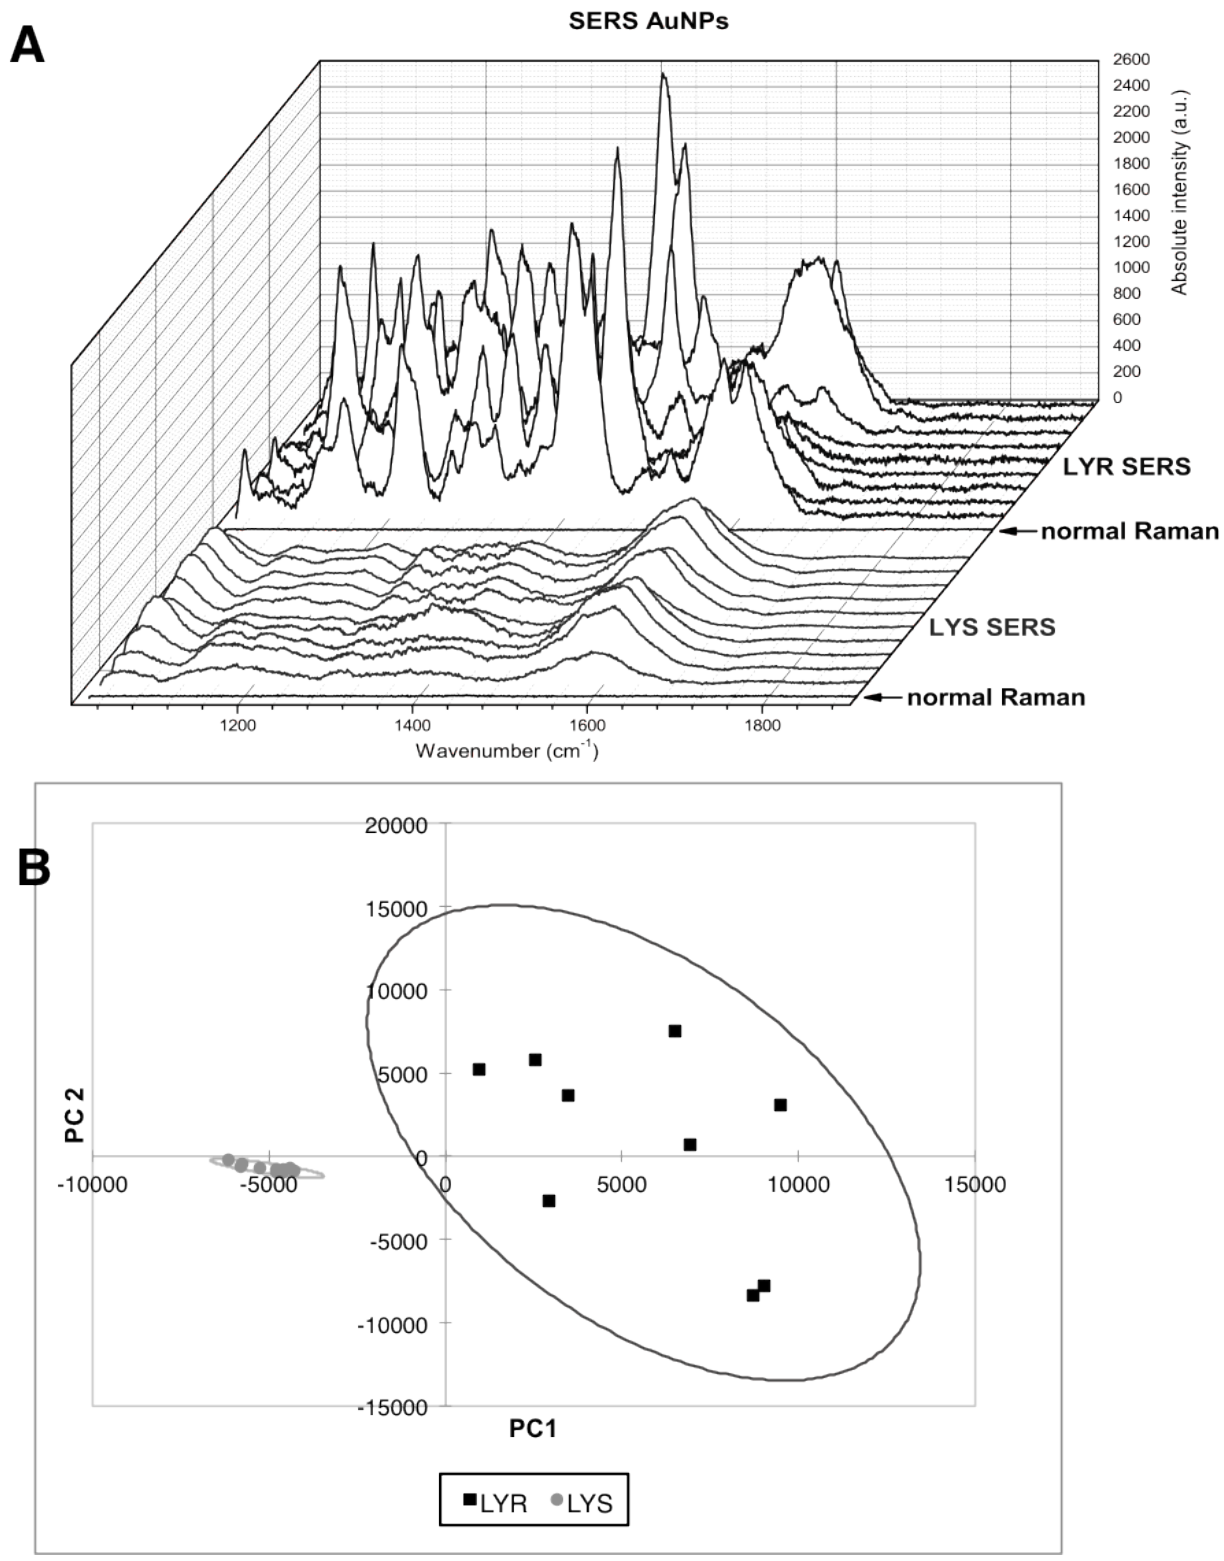 SERS AuNPs
A
2600
2400
2200
2000
1800
1600
1400
1200
1000
800
600
400
200
0
Absolute intensity (a.u.)
LYR SERS
normal Raman
LYS SERS
normal Raman
1200 1400 1600 1800
Wavenumber (cm⁻¹)
B
20000
15000
10000
5000
0
-10000 -5000 0 5000 10000 15000
-5000
-10000
-15000
PC 2
PC1
LYR LYS